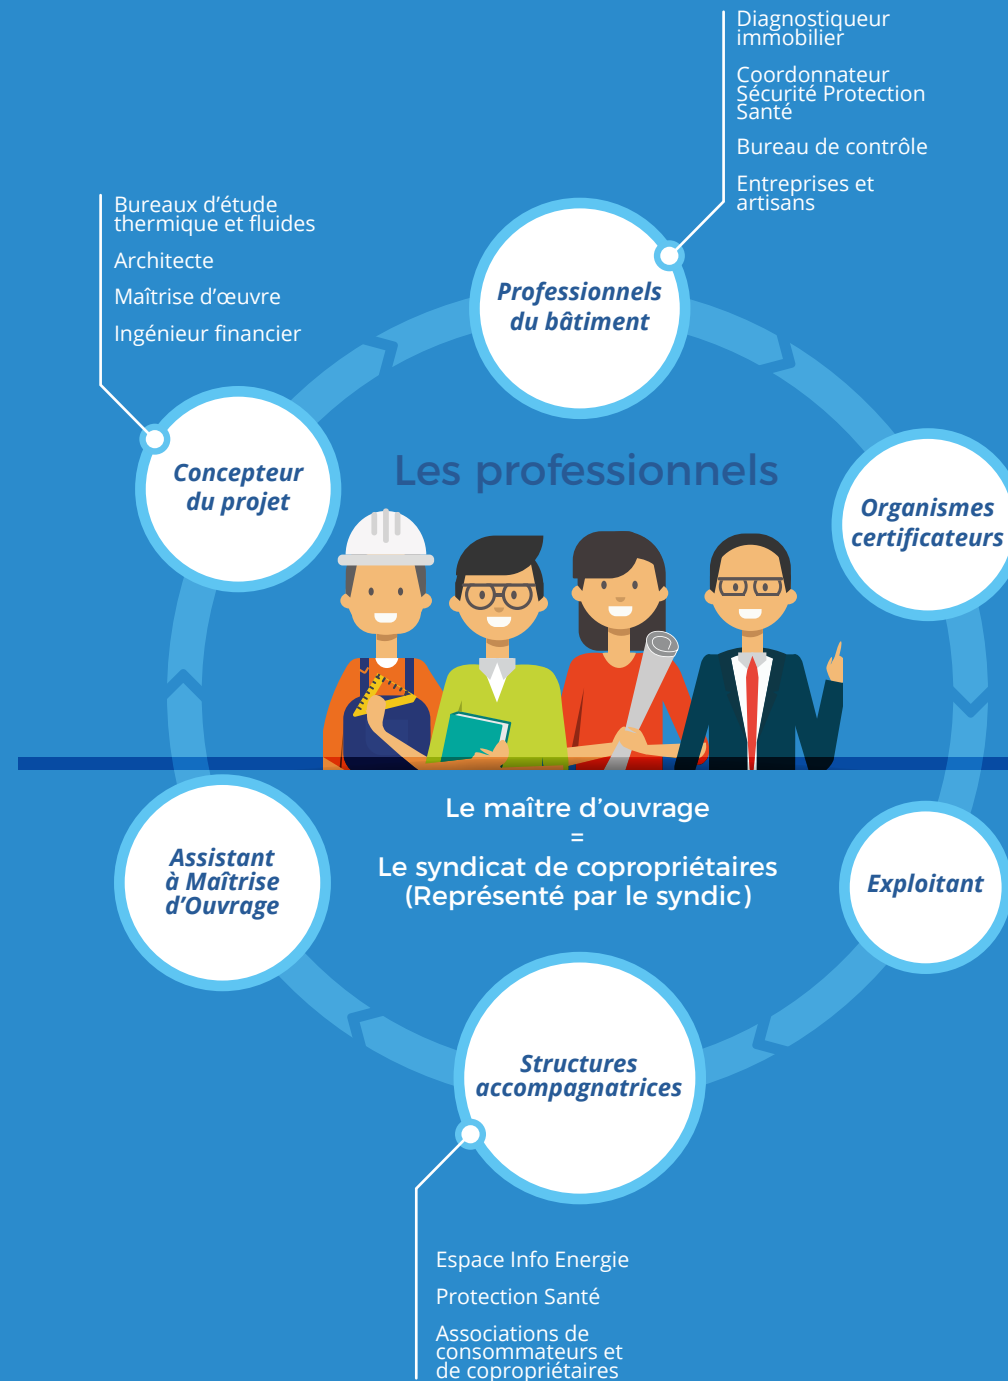 Diagnostiqueur
immobilier
Coordonnateur
Sécurité Protection
Santé
Bureau de contrôle
Entreprises et
artisans
Bureaux d’étude
thermique et fluides
Architecte
Maîtrise d’œuvre
Ingénieur financier
Professionnels
du bâtiment
Concepteur
du projet
Les professionnels
Organismes
certificateurs
Le maître d’ouvrage
=
Le syndicat de copropriétaires
(Représenté par le syndic)
Assistant
à Maîtrise
d’Ouvrage
Exploitant
Structures
accompagnatrices
Espace Info Energie
Protection Santé
Associations de
consommateurs et
de copropriétaires